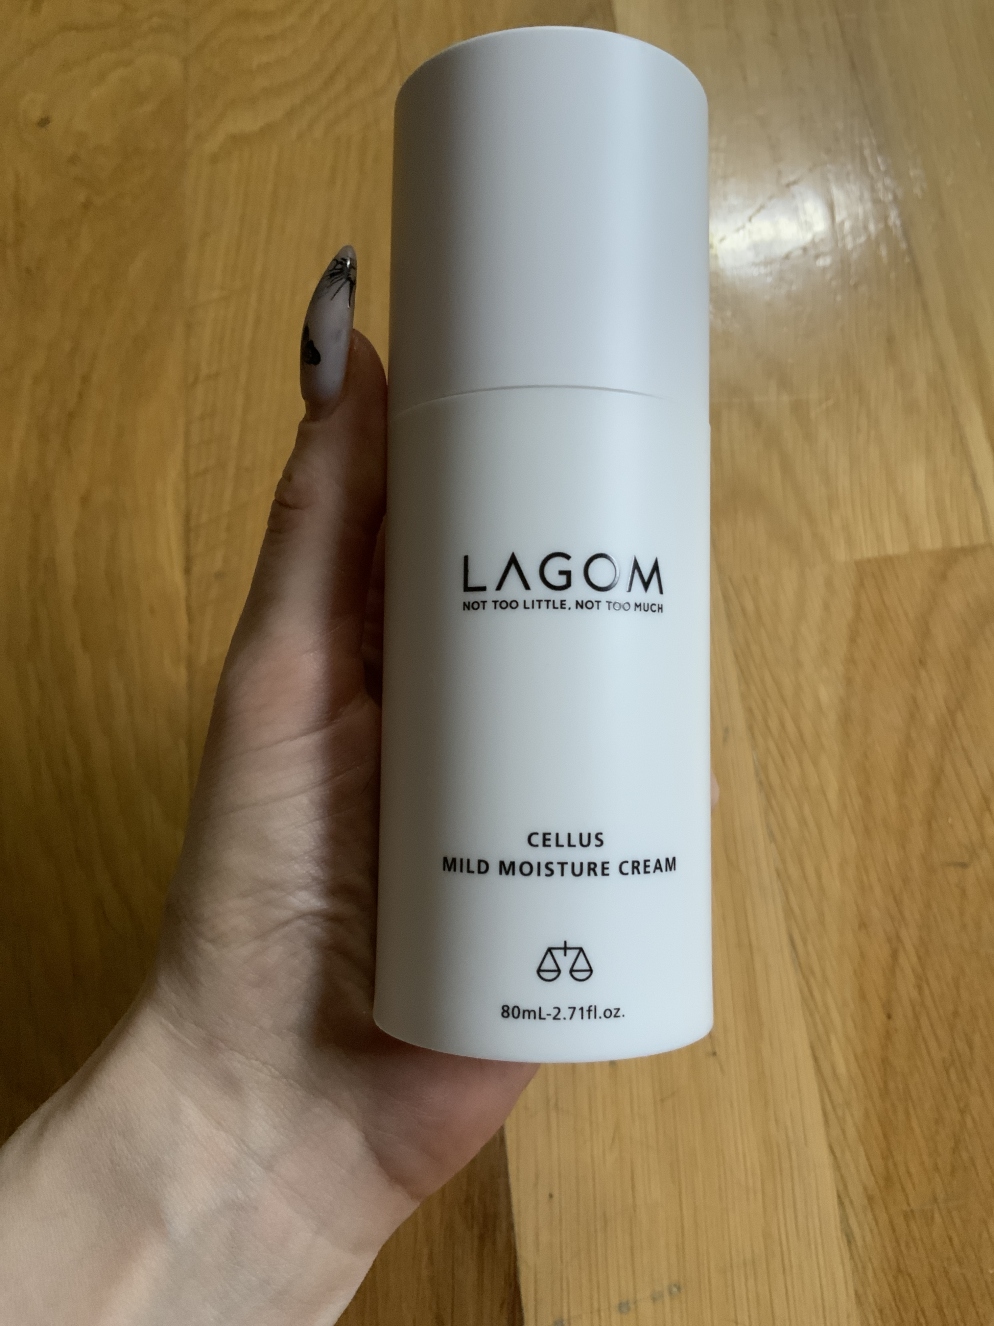 LAGOM
NOT TOO LITTLE, NOT TOO MUCH
CELLUS
MILD MOISTURE CREAM
80mL-2.71fl.oz.